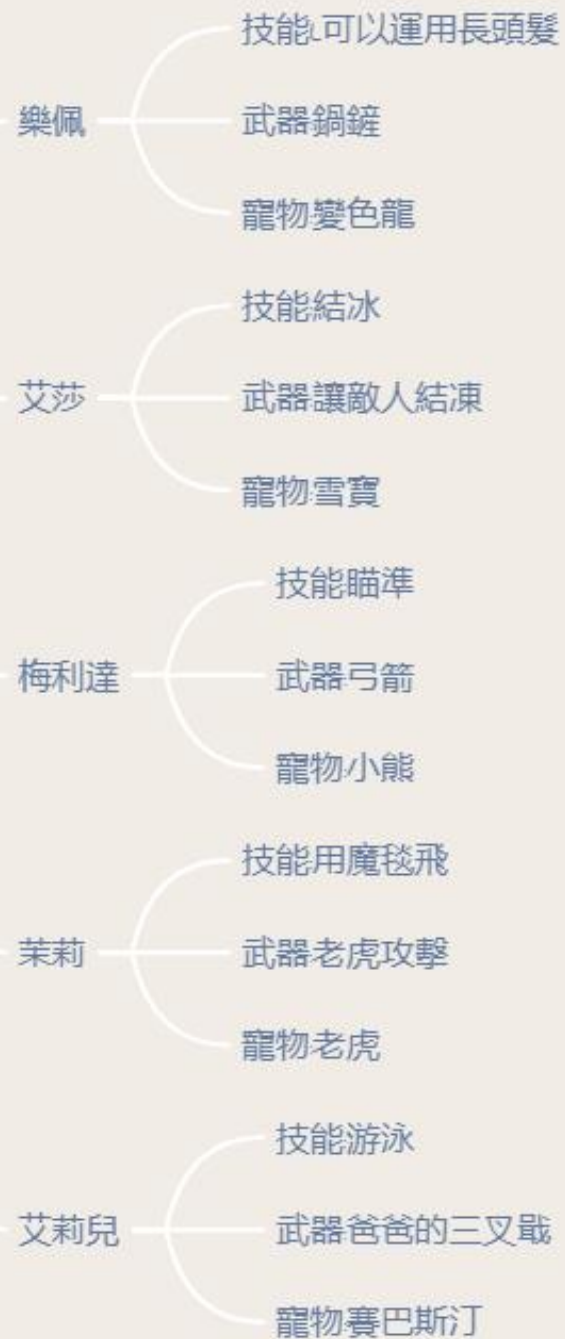 樂佩
技能:可以運用長頭髮
武器:鍋鏟
寵物:變色龍
艾莎
技能:結冰
武器:讓敵人結凍
寵物:雪寶
梅利達
技能:瞄準
武器:弓箭
寵物:小熊
茉莉
技能:用魔毯飛
武器:老虎攻擊
寵物:老虎
艾莉兒
技能:游泳
武器:爸爸的三叉戟
寵物:賽巴斯汀